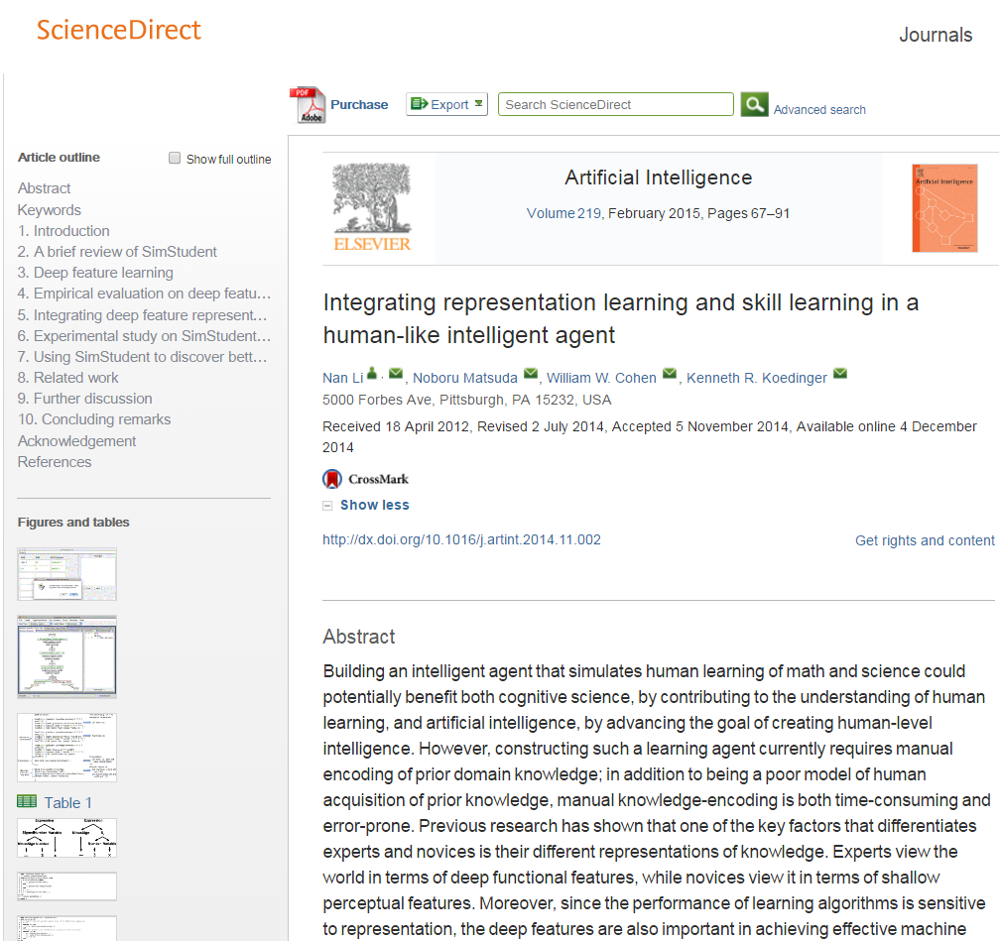 ScienceDirect
Journals
PDF
Adobe
Purchase
Export
Search ScienceDirect
Advanced search
Article outline
Show full outline
Abstract
Keywords
1. Introduction
2. A brief review of SimStudent
3. Deep feature learning
4. Empirical evaluation on deep featu…
5. Integrating deep feature represent…
6. Experimental study on SimStudent…
7. Using SimStudent to discover bett…
8. Related work
9. Further discussion
10. Concluding remarks
Acknowledgement
References
Figures and tables
Table 1
ELSEVIER
Artificial Intelligence
Volume 219, February 2015, Pages 67–91
Artificial Intelligence
Integrating representation learning and skill learning in a
human-like intelligent agent
Nan Li , Noboru Matsuda , William W. Cohen , Kenneth R. Koedinger
5000 Forbes Ave, Pittsburgh, PA 15232, USA
Received 18 April 2012, Revised 2 July 2014, Accepted 5 November 2014, Available online 4 December
2014
CrossMark
Show less
http://dx.doi.org/10.1016/j.artint.2014.11.002
Get rights and content
Abstract
Building an intelligent agent that simulates human learning of math and science could
potentially benefit both cognitive science, by contributing to the understanding of human
learning, and artificial intelligence, by advancing the goal of creating human-level
intelligence. However, constructing such a learning agent currently requires manual
encoding of prior domain knowledge; in addition to being a poor model of human
acquisition of prior knowledge, manual knowledge-encoding is both time-consuming and
error-prone. Previous research has shown that one of the key factors that differentiates
experts and novices is their different representations of knowledge. Experts view the
world in terms of deep functional features, while novices view it in terms of shallow
perceptual features. Moreover, since the performance of learning algorithms is sensitive
to representation, the deep features are also important in achieving effective machine